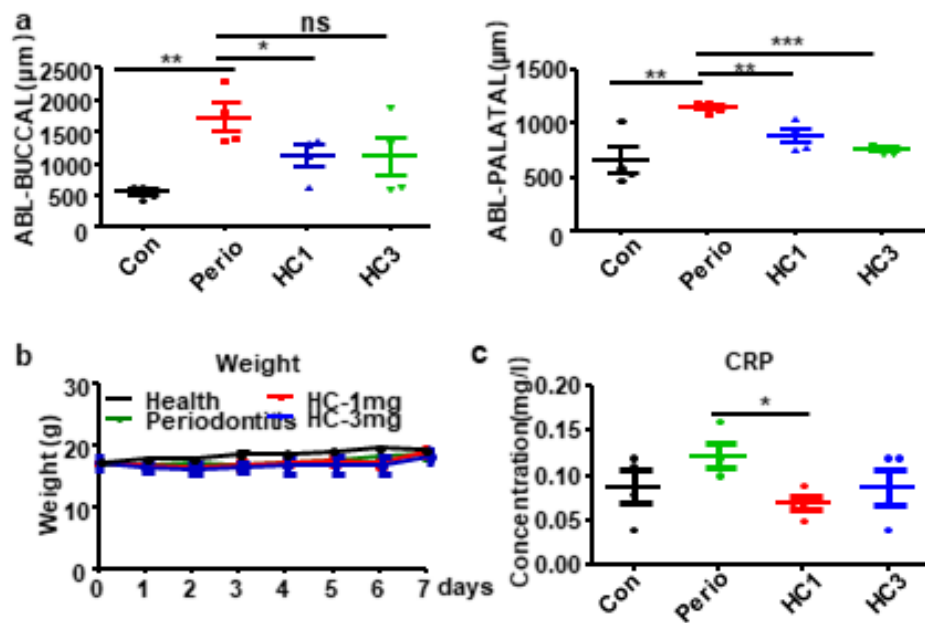 a
ns
**
*
ABL-BUCCAL(μm)
2500
2000
1500
1000
500
0
Con
Perio
HC1
HC3
***
**
**
ABL-PALATAL(μm)
1500
1000
500
0
Con
Perio
HC1
HC3
b
Weight
Weight (g)
30
20
10
0
Health
Periodontitis
HC-1mg
HC-3mg
0 1 2 3 4 5 6 7 days
c
CRP
*
Concentration(mg/l)
0.20
0.15
0.10
0.05
0.00
Con
Perio
HC1
HC3